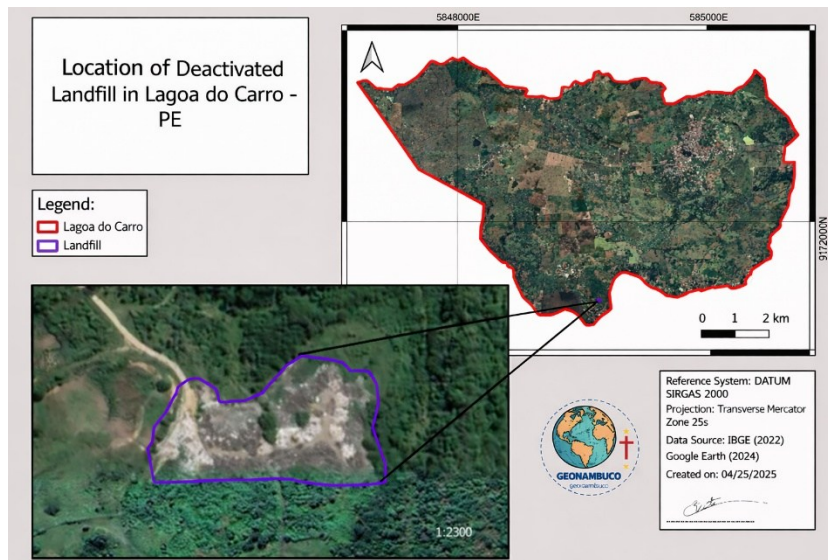 5848000E
585000E
Location of Deactivated
Landfill in Lagoa do Carro -
PE
Legend:
Lagoa do Carro
Landfill
9172000N
0 1 2 km
1:2300
GEONAMBUCO
geonambuco
Reference System: DATUM
SIRGAS 2000
Projection: Transverse Mercator
Zone 25s
Data Source: IBGE (2022)
Google Earth (2024)
Created on: 04/25/2025